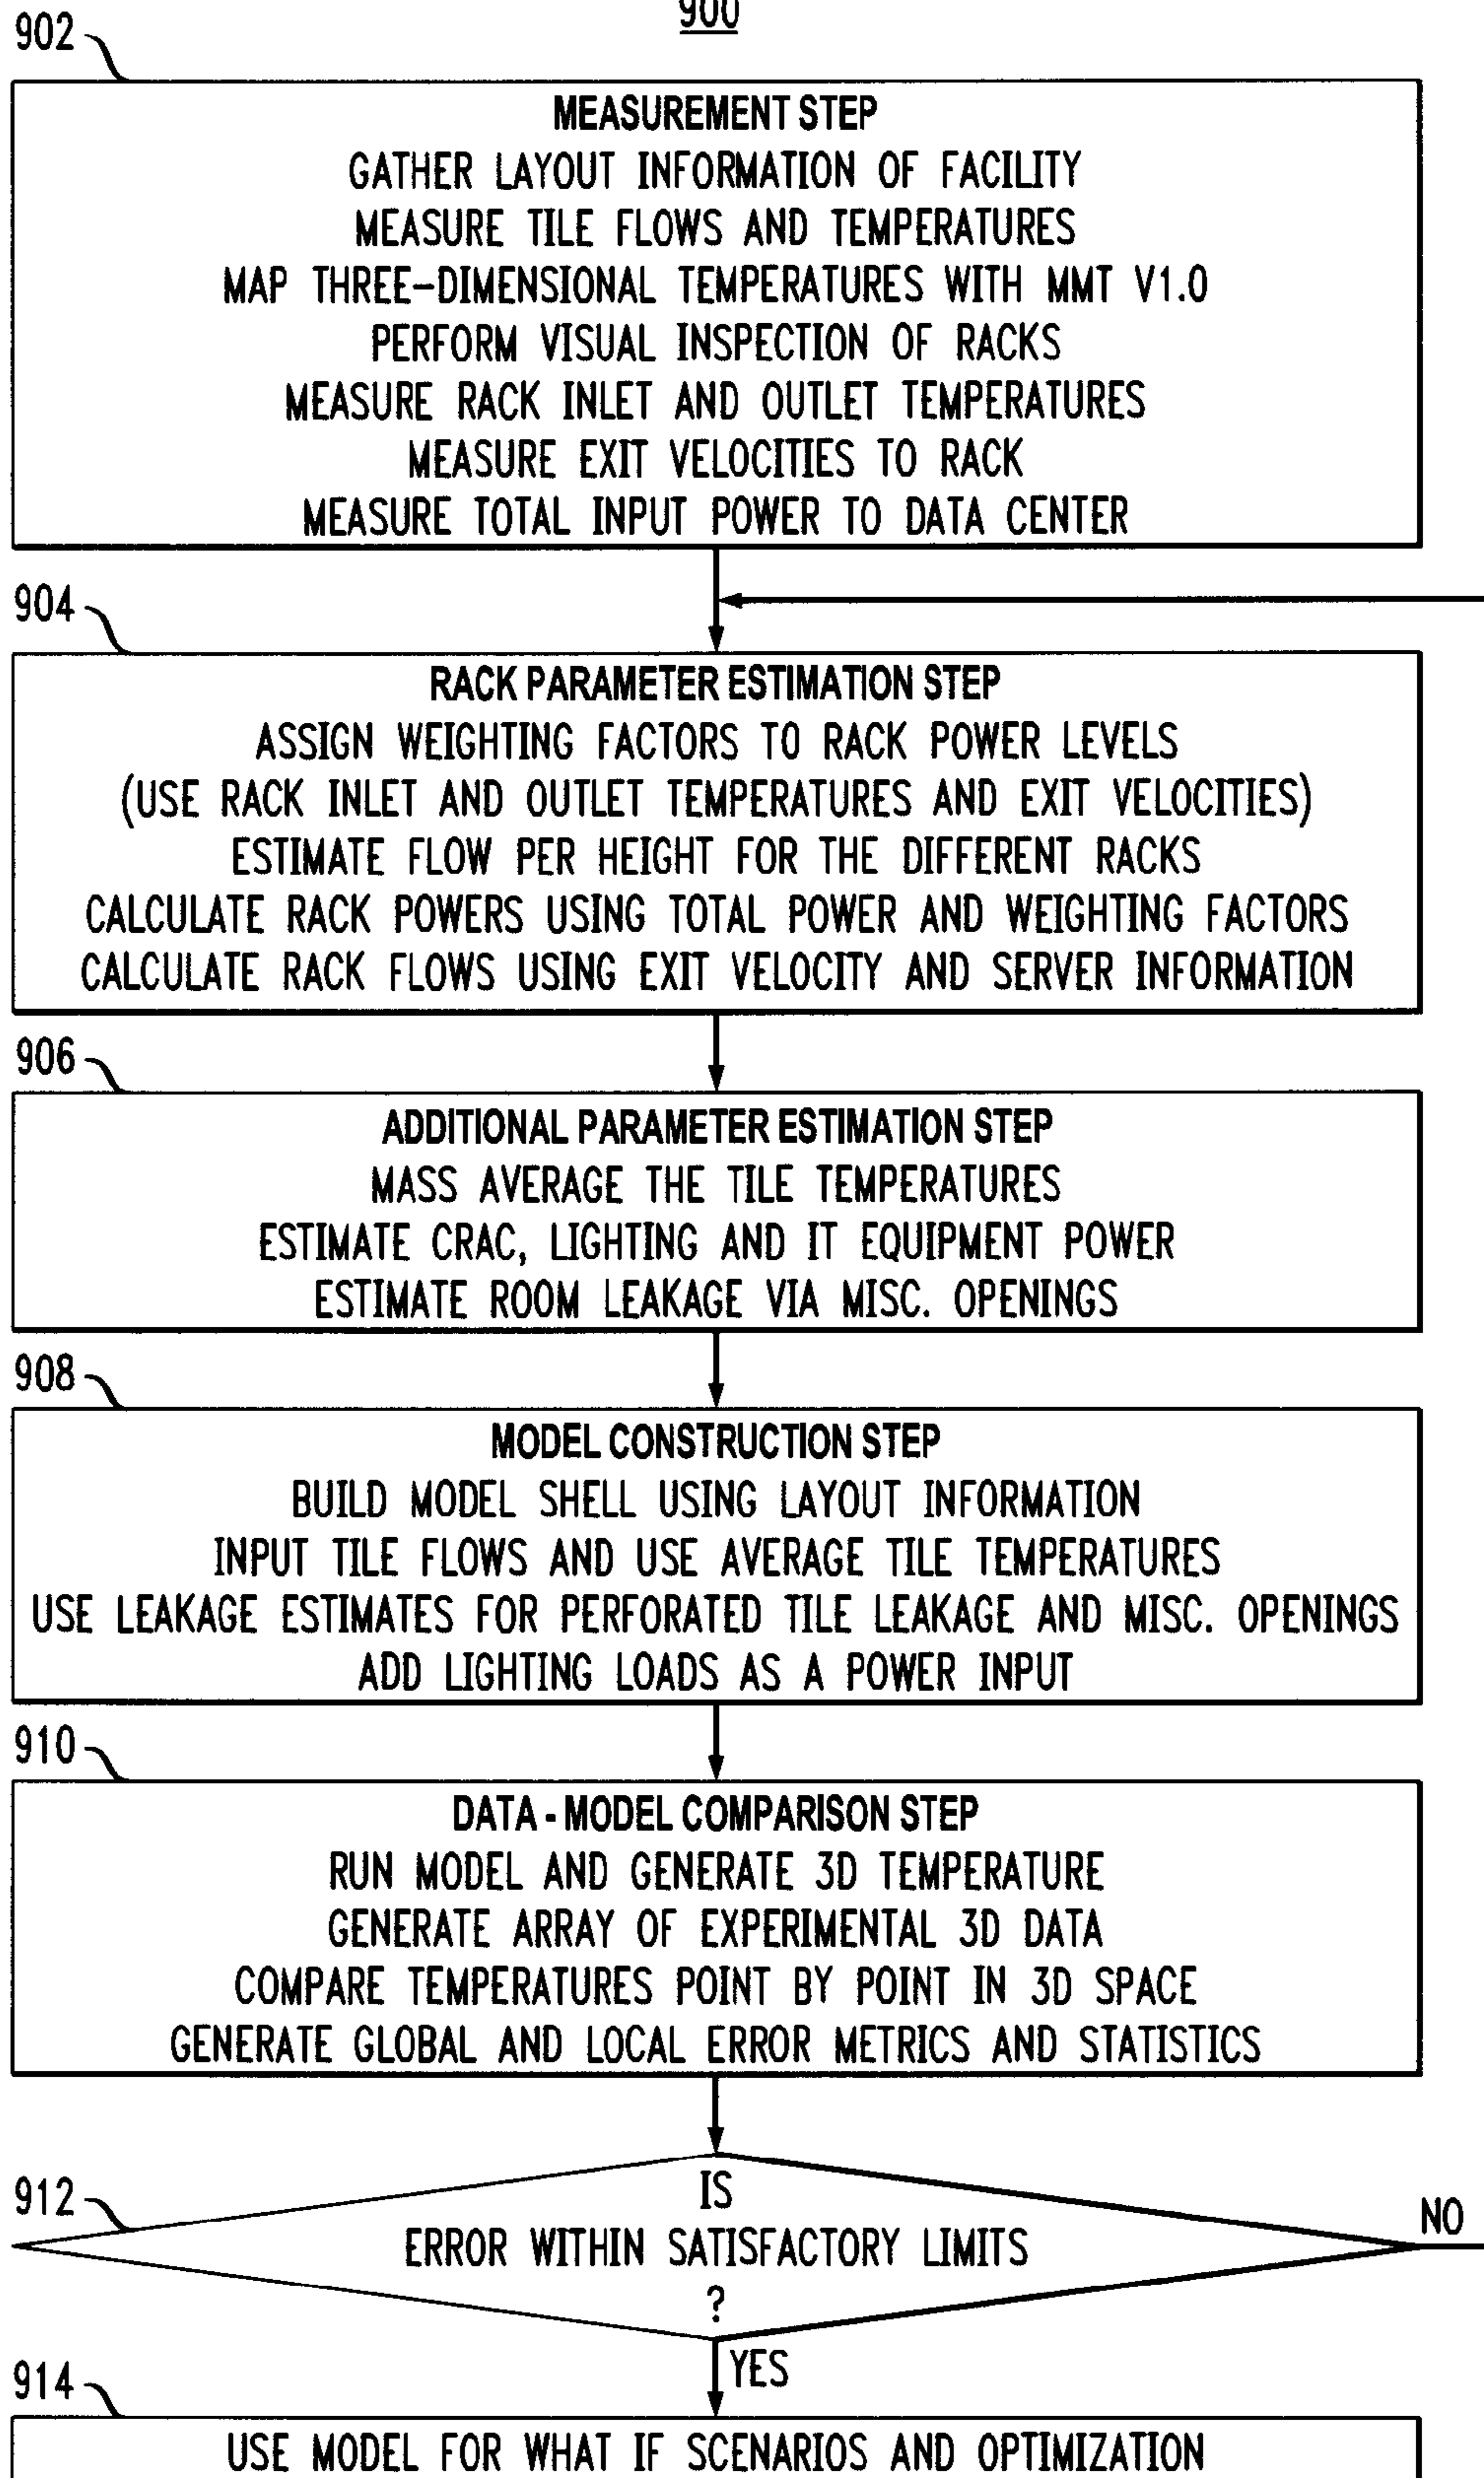 900
902
MEASUREMENT STEP
GATHER LAYOUT INFORMATION OF FACILITY
MEASURE TILE FLOWS AND TEMPERATURES
MAP THREE-DIMENSIONAL TEMPERATURES WITH MMT V1.0
PERFORM VISUAL INSPECTION OF RACKS
MEASURE RACK INLET AND OUTLET TEMPERATURES
MEASURE EXIT VELOCITIES TO RACK
MEASURE TOTAL INPUT POWER TO DATA CENTER
904
RACK PARAMETER ESTIMATION STEP
ASSIGN WEIGHTING FACTORS TO RACK POWER LEVELS
(USE RACK INLET AND OUTLET TEMPERATURES AND EXIT VELOCITIES)
ESTIMATE FLOW PER HEIGHT FOR THE DIFFERENT RACKS
CALCULATE RACK POWERS USING TOTAL POWER AND WEIGHTING FACTORS
CALCULATE RACK FLOWS USING EXIT VELOCITY AND SERVER INFORMATION
906
ADDITIONAL PARAMETER ESTIMATION STEP
MASS AVERAGE THE TILE TEMPERATURES
ESTIMATE CRAC, LIGHTING AND IT EQUIPMENT POWER
ESTIMATE ROOM LEAKAGE VIA MISC. OPENINGS
908
MODEL CONSTRUCTION STEP
BUILD MODEL SHELL USING LAYOUT INFORMATION
INPUT TILE FLOWS AND USE AVERAGE TILE TEMPERATURES
USE LEAKAGE ESTIMATES FOR PERFORATED TILE LEAKAGE AND MISC. OPENINGS
ADD LIGHTING LOADS AS A POWER INPUT
910
DATA - MODEL COMPARISON STEP
RUN MODEL AND GENERATE 3D TEMPERATURE
GENERATE ARRAY OF EXPERIMENTAL 3D DATA
COMPARE TEMPERATURES POINT BY POINT IN 3D SPACE
GENERATE GLOBAL AND LOCAL ERROR METRICS AND STATISTICS
912
IS
ERROR WITHIN SATISFACTORY LIMITS
?
NO
YES
914
USE MODEL FOR WHAT IF SCENARIOS AND OPTIMIZATION